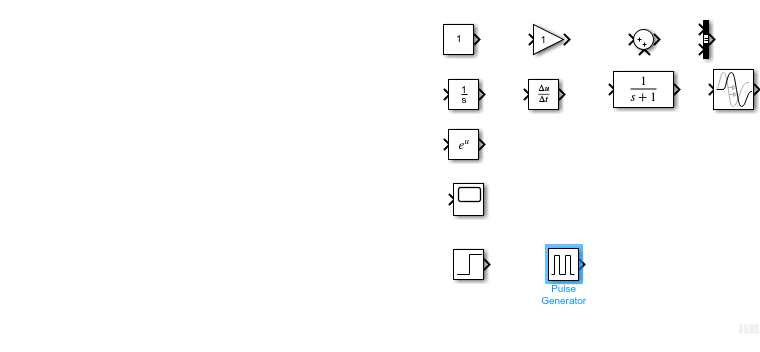 1
1
+
+
1
s
Δu
Δt
1
s + 1
e^u
Pulse
Generator